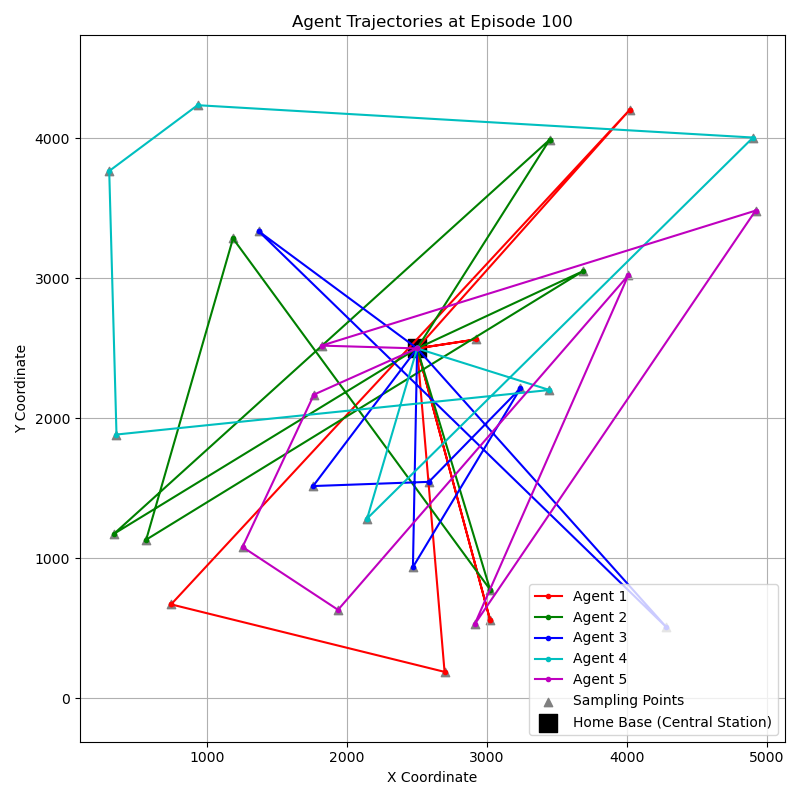 Agent Trajectories at Episode 100
Y Coordinate
4000
3000
2000
1000
0
1000
2000
3000
4000
5000
X Coordinate
Agent 1
Agent 2
Agent 3
Agent 4
Agent 5
Sampling Points
Home Base (Central Station)